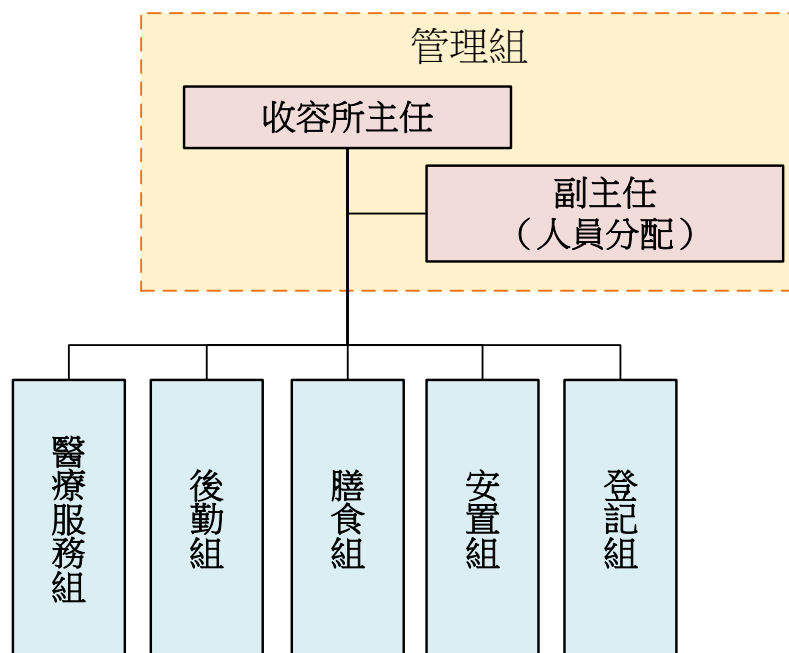 管理組
收容所主任
副主任
（人員分配）
醫療服務組
後勤組
膳食組
安置組
登記組